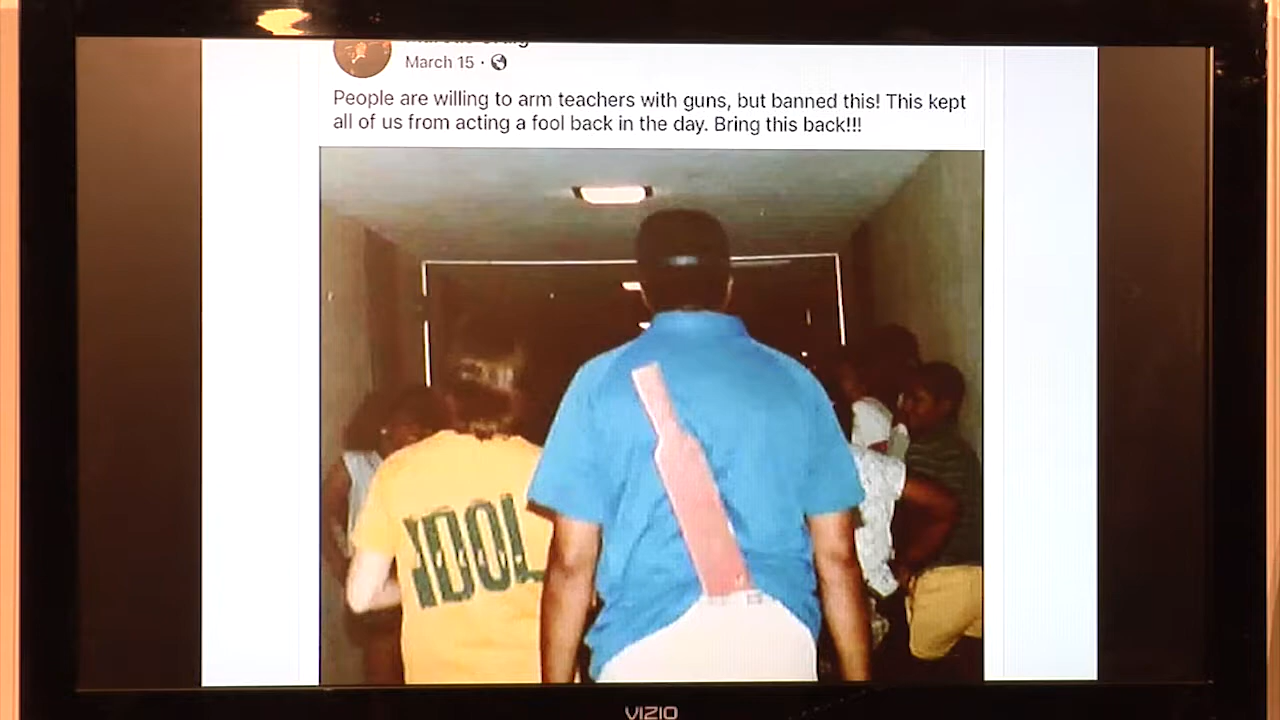 March 15 ·
People are willing to arm teachers with guns, but banned this! This kept
all of us from acting a fool back in the day. Bring this back!!!
IDOL
VIZIO